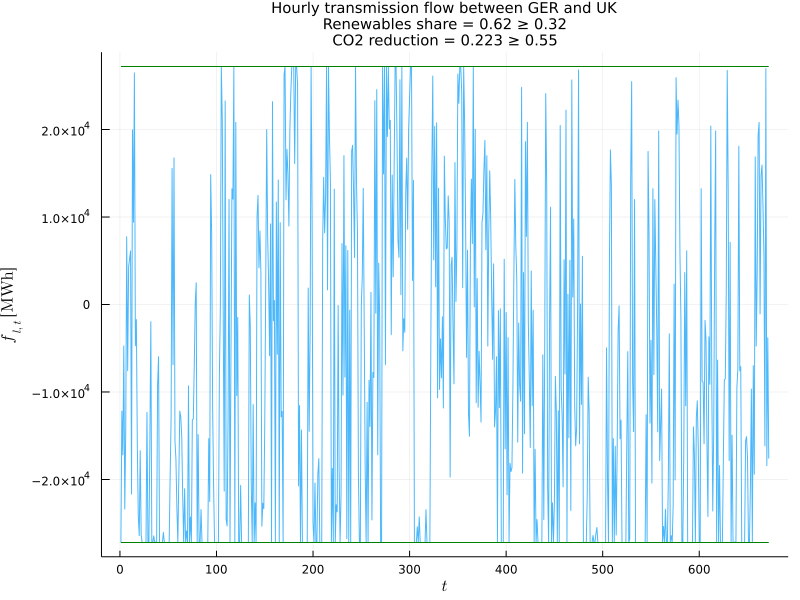 Hourly transmission flow between GER and UK
Renewables share = 0.62 ≥ 0.32
CO2 reduction = 0.223 ≥ 0.55
f_{l,t} [MWh]
2.0×10⁴
1.0×10⁴
0
−1.0×10⁴
−2.0×10⁴
0 100 200 300 400 500 600
t